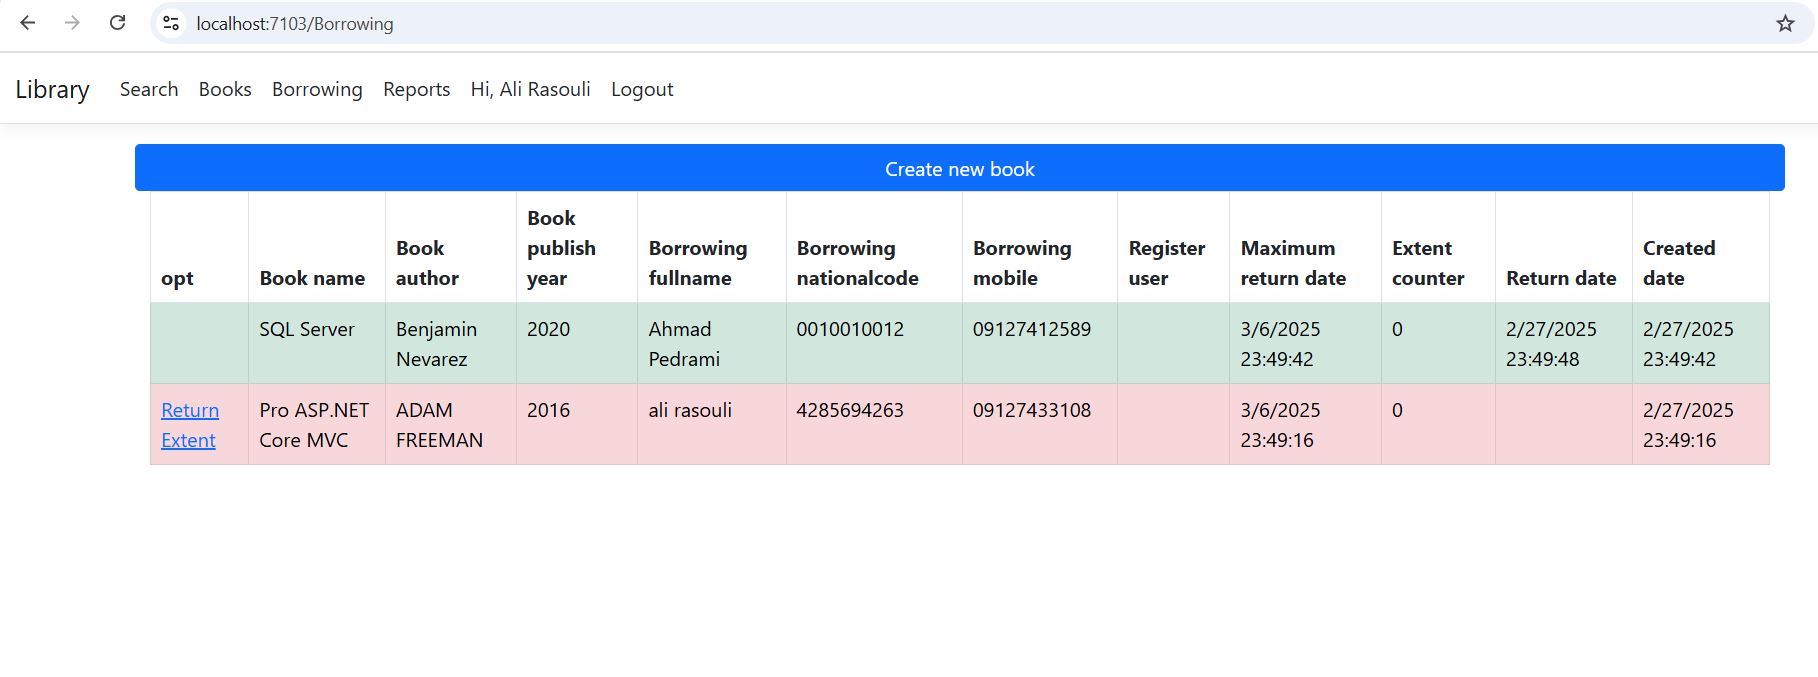 localhost:7103/Borrowing
Library Search Books Borrowing Reports Hi, Ali Rasouli Logout
Create new book
opt Book name Book author Book publish year Borrowing fullname Borrowing nationalcode Borrowing mobile Register user Maximum return date Extent counter Return date Created date
SQL Server Benjamin Nevarez 2020 Ahmad Pedrami 0010010012 09127412589 3/6/2025 23:49:42 0 2/27/2025 23:49:48 2/27/2025 23:49:42
Return Extent Pro ASP.NET Core MVC ADAM FREEMAN 2016 ali rasouli 4285694263 09127433108 3/6/2025 23:49:16 0 2/27/2025 23:49:16